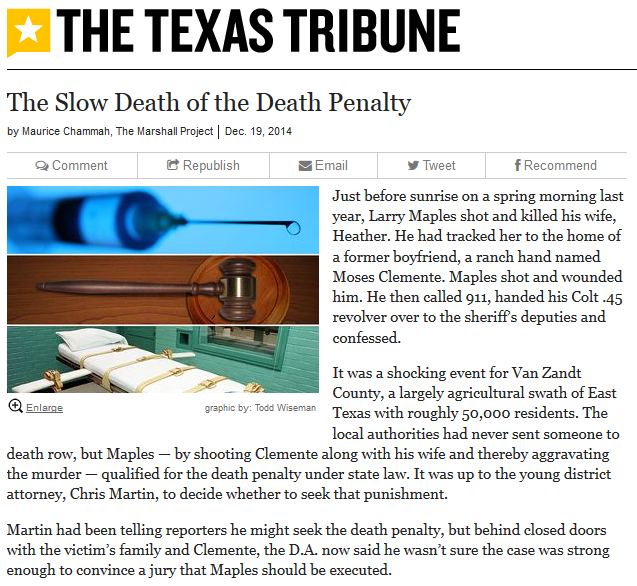 THE TEXAS TRIBUNE
The Slow Death of the Death Penalty
by Maurice Chammah, The Marshall Project | Dec. 19, 2014
Comment
Republish
Email
Tweet
Recommend
Just before sunrise on a spring morning last
year, Larry Maples shot and killed his wife,
Heather. He had tracked her to the home of
a former boyfriend, a ranch hand named
Moses Clemente. Maples shot and wounded
him. He then called 911, handed his Colt .45
revolver over to the sheriff's deputies and
confessed.
Enlarge
graphic by: Todd Wiseman
It was a shocking event for Van Zandt
County, a largely agricultural swath of East
Texas with roughly 50,000 residents. The
local authorities had never sent someone to
death row, but Maples — by shooting Clemente along with his wife and thereby aggravating
the murder — qualified for the death penalty under state law. It was up to the young district
attorney, Chris Martin, to decide whether to seek that punishment.
Martin had been telling reporters he might seek the death penalty, but behind closed doors
with the victim's family and Clemente, the D.A. now said he wasn't sure the case was strong
enough to convince a jury that Maples should be executed.